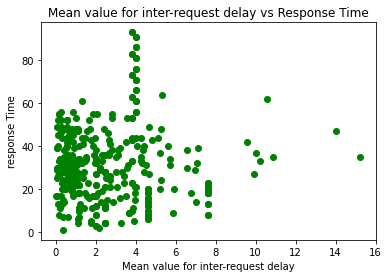 Mean value for inter-request delay vs Response Time
response Time
80
60
40
20
0
0 2 4 6 8 10 12 14 16
Mean value for inter-request delay